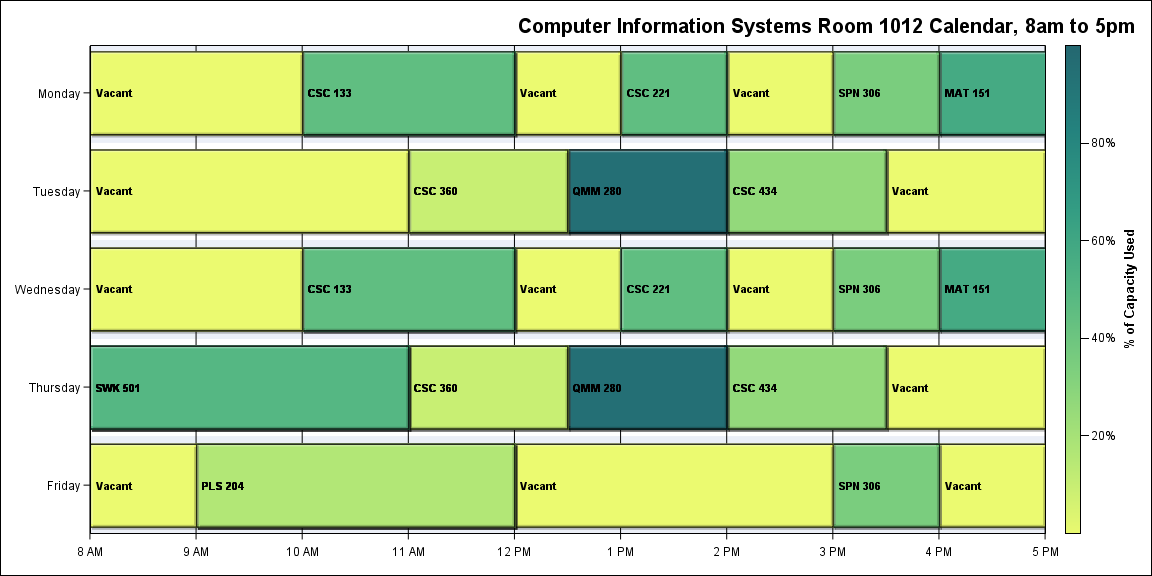 Computer Information Systems Room 1012 Calendar, 8am to 5pm
Monday
Vacant
CSC 133
Vacant
CSC 221
Vacant
SPN 306
MAT 151
Tuesday
Vacant
CSC 360
QMM 280
CSC 434
Vacant
Wednesday
Vacant
CSC 133
Vacant
CSC 221
Vacant
SPN 306
MAT 151
Thursday
SWK 501
CSC 360
QMM 280
CSC 434
Vacant
Friday
Vacant
PLS 204
Vacant
SPN 306
Vacant
8 AM
9 AM
10 AM
11 AM
12 PM
1 PM
2 PM
3 PM
4 PM
5 PM
80%
60%
40%
20%
% of Capacity Used